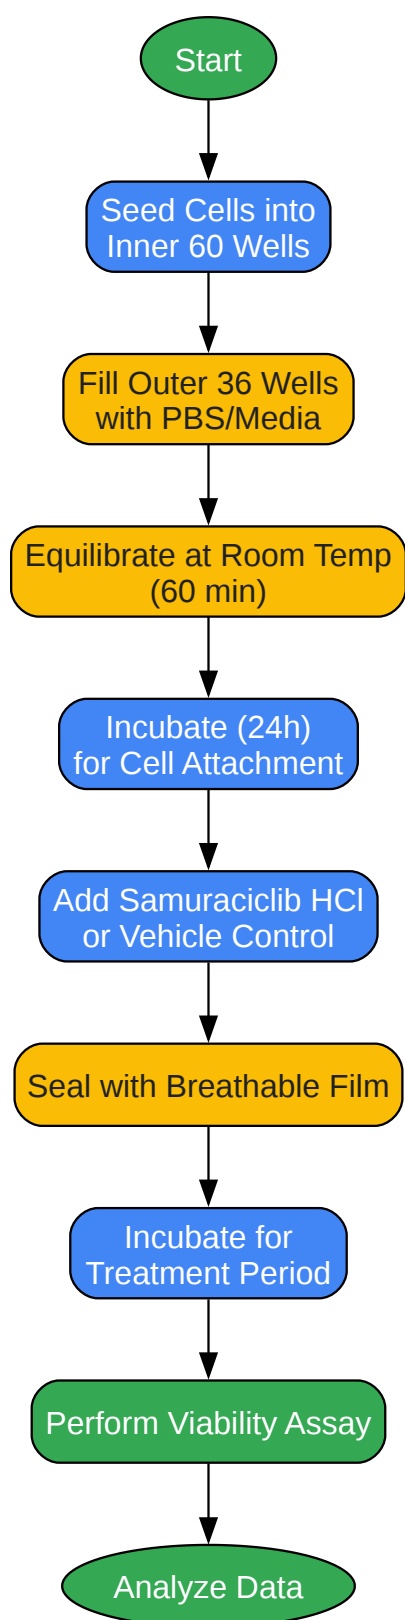 Start
Seed Cells into
Inner 60 Wells
Fill Outer 36 Wells
with PBS/Media
Equilibrate at Room Temp
(60 min)
Incubate (24h)
for Cell Attachment
Add Samuraciclib HCl
or Vehicle Control
Seal with Breathable Film
Incubate for
Treatment Period
Perform Viability Assay
Analyze Data